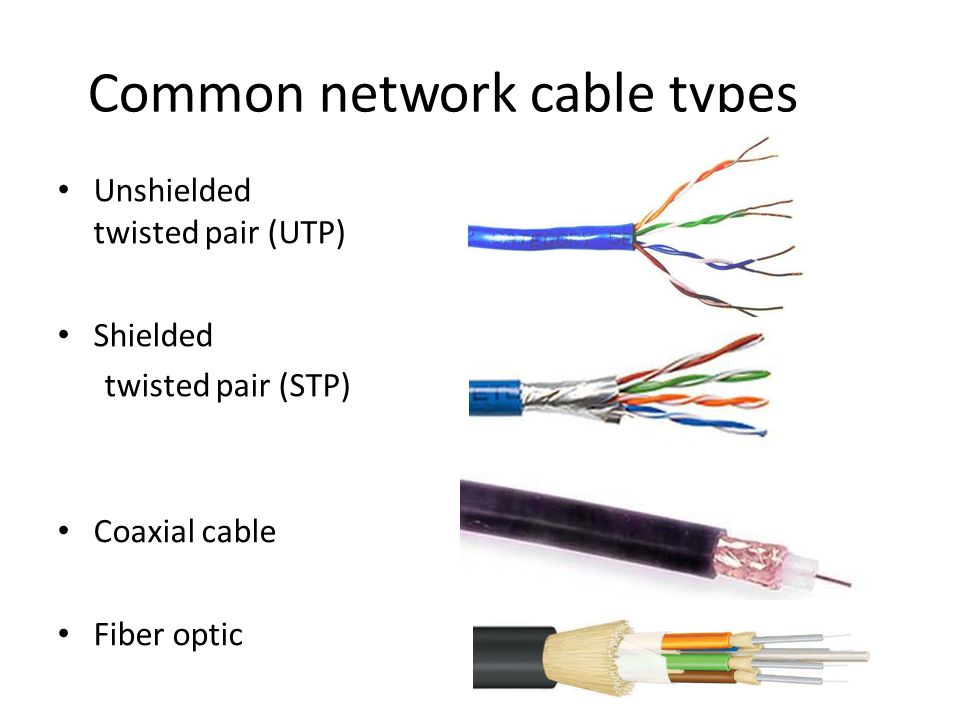 Common network cable types
• Unshielded
twisted pair (UTP)
• Shielded
twisted pair (STP)
• Coaxial cable
• Fiber optic